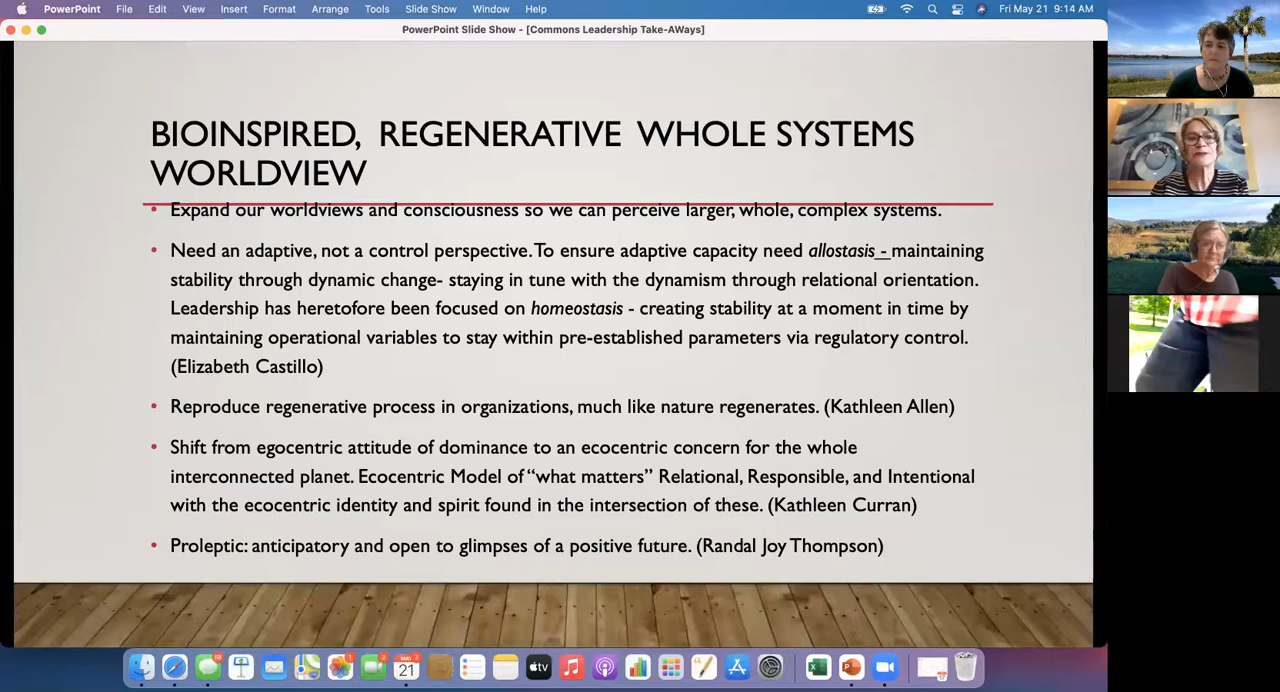 PowerPoint File Edit View Insert Format Arrange Tools Slide Show Window Help Fri May 21 9:14 AM
PowerPoint Slide Show - [Commons Leadership Take-AWays]
BIOINSPIRED, REGENERATIVE WHOLE SYSTEMS
WORLDVIEW
• Expand our worldviews and consciousness so we can perceive larger, whole, complex systems.
• Need an adaptive, not a control perspective. To ensure adaptive capacity need allostasis - maintaining
stability through dynamic change- staying in tune with the dynamism through relational orientation.
Leadership has heretofore been focused on homeostasis - creating stability at a moment in time by
maintaining operational variables to stay within pre-established parameters via regulatory control.
(Elizabeth Castillo)
• Reproduce regenerative process in organizations, much like nature regenerates. (Kathleen Allen)
• Shift from egocentric attitude of dominance to an ecocentric concern for the whole
interconnected planet. Ecocentric Model of “what matters” Relational, Responsible, and Intentional
with the ecocentric identity and spirit found in the intersection of these. (Kathleen Curran)
• Proleptic: anticipatory and open to glimpses of a positive future. (Randal Joy Thompson)
21
tv